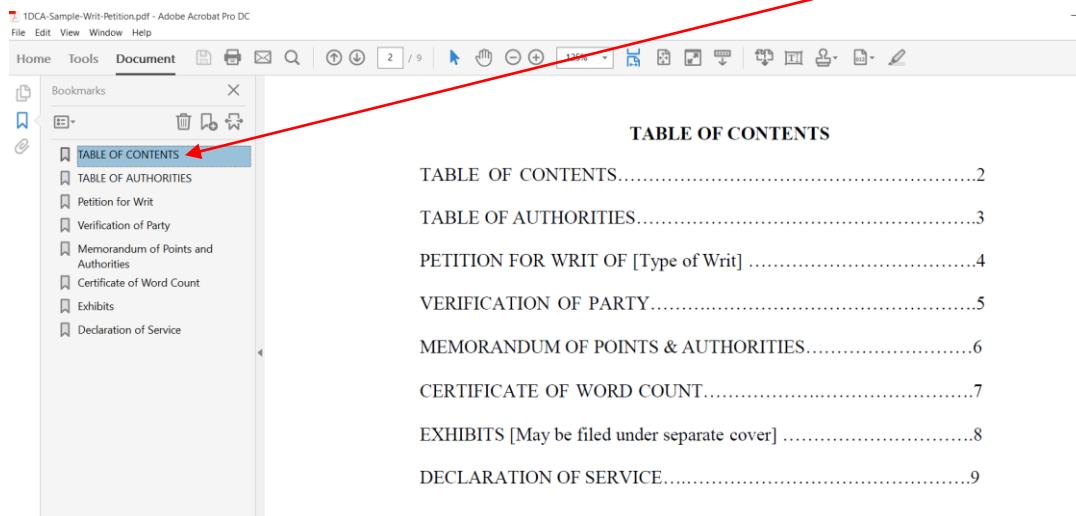 1DCA-Sample-Writ-Petition.pdf - Adobe Acrobat Pro DC
File Edit View Window Help
Home Tools Document 2 / 9
Bookmarks
TABLE OF CONTENTS
TABLE OF AUTHORITIES
Petition for Writ
Verification of Party
Memorandum of Points and
Authorities
Certificate of Word Count
Exhibits
Declaration of Service
TABLE OF CONTENTS
TABLE OF CONTENTS……………………………………………………2
TABLE OF AUTHORITIES…………………………………………………3
PETITION FOR WRIT OF [Type of Writ] …………………………………4
VERIFICATION OF PARTY………………………………………………5
MEMORANDUM OF POINTS & AUTHORITIES………………………6
CERTIFICATE OF WORD COUNT………………………………………7
EXHIBITS [May be filed under separate cover] …………………………8
DECLARATION OF SERVICE……………………………………………9